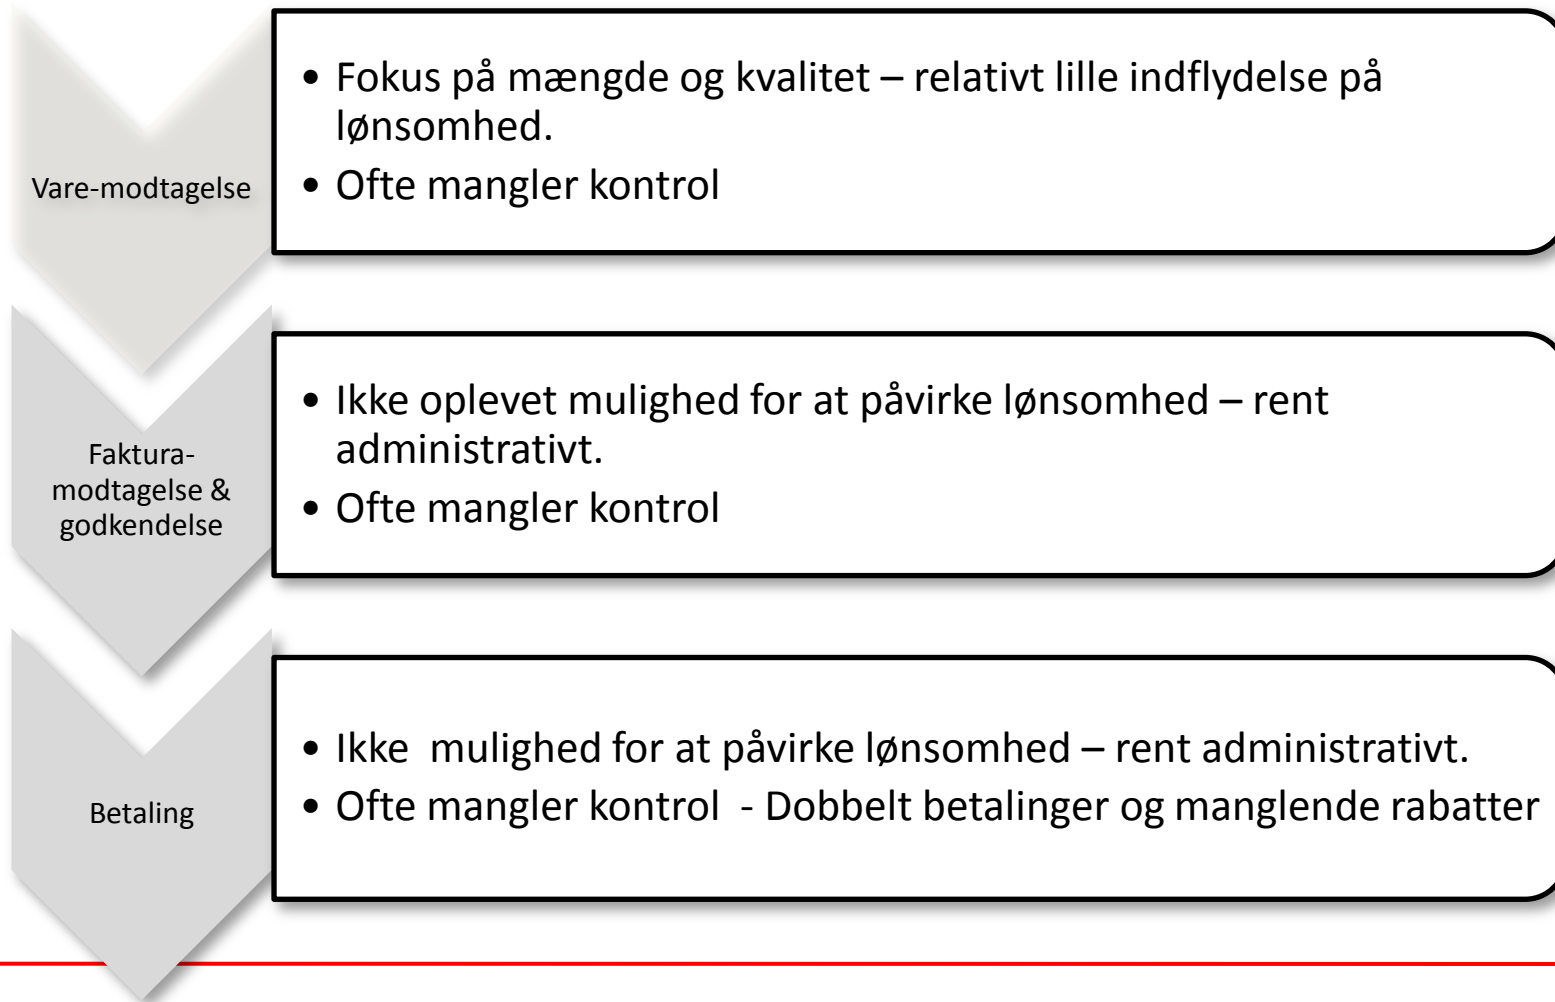 Vare-modtagelse
• Fokus på mængde og kvalitet – relativt lille indflydelse på
lønsomhed.
• Ofte mangler kontrol
Faktura-
modtagelse &
godkendelse
• Ikke oplevet mulighed for at påvirke lønsomhed – rent
administrativt.
• Ofte mangler kontrol
Betaling
• Ikke  mulighed for at påvirke lønsomhed – rent administrativt.
• Ofte mangler kontrol  - Dobbelt betalinger og manglende rabatter